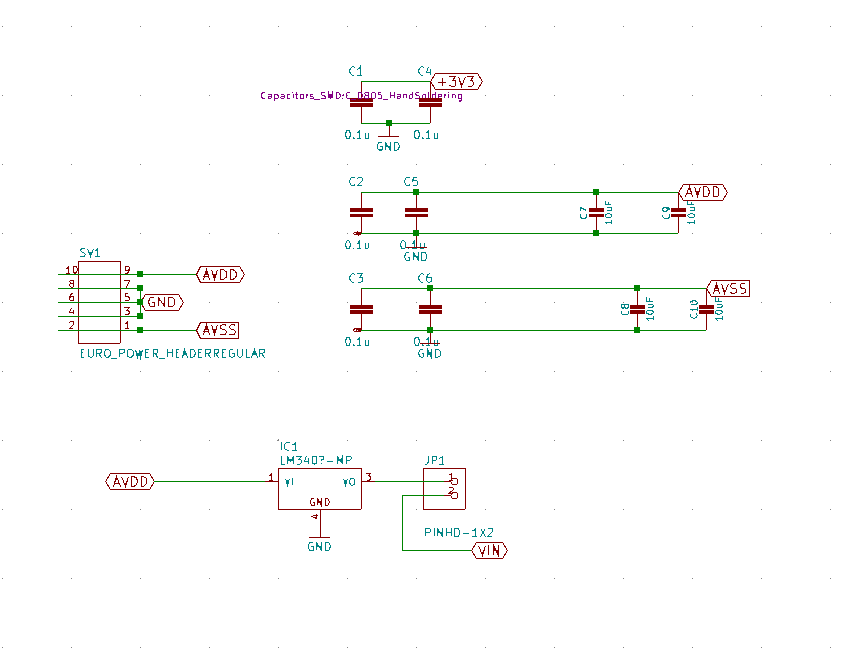 C1
C4
+3V3
Capacitors_SMD:C_0805_HandSoldering
0.1u
0.1u
GND
C2
C5
AVDD
C7
10uF
C9
10uF
0.1u
0.1u
GND
SV1
10
9
AVDD
8
7
6
5
GND
4
3
2
1
AVSS
EURO_POWER_HEADERREGULAR
C3
C6
AVSS
C8
10uF
C10
10uF
0.1u
0.1u
GND
IC1
LM340?-MP
JP1
AVDD
1
VI
VO
3
1
2
GND
4
GND
PINHD-1X2
VIN